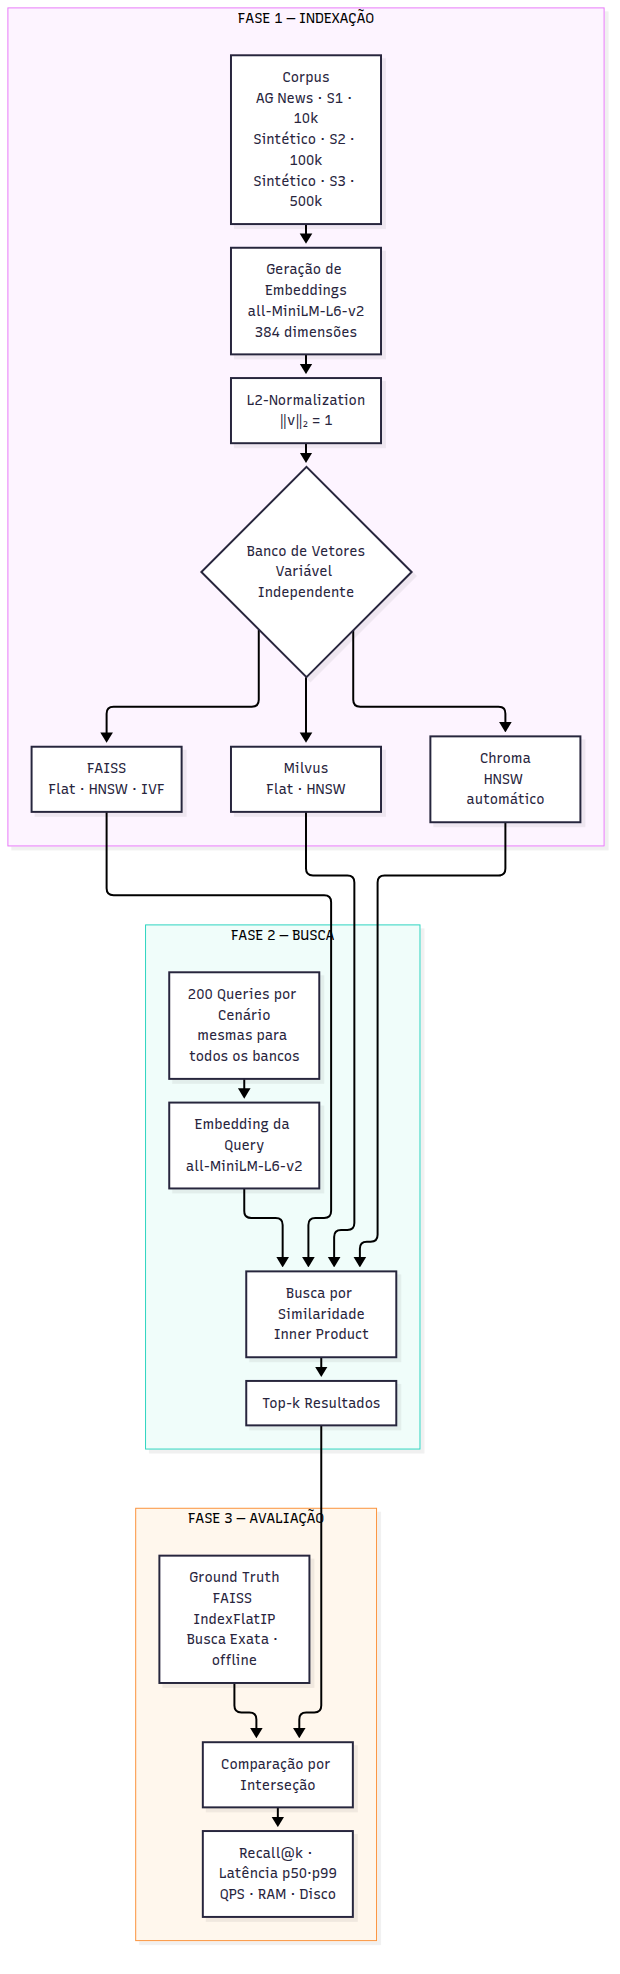 FASE 1 — INDEXAÇÃO
Corpus
AG News · S1 ·
10k
Sintético · S2 ·
100k
Sintético · S3 ·
500k
Geração de
Embeddings
all-MiniLM-L6-v2
384 dimensões
L2-Normalization
‖v‖₂ = 1
Banco de Vetores
Variável
Independente
FAISS
Flat · HNSW · IVF
Milvus
Flat · HNSW
Chroma
HNSW
automático
FASE 2 — BUSCA
200 Queries por
Cenário
mesmas para
todos os bancos
Embedding da
Query
all-MiniLM-L6-v2
Busca por
Similaridade
Inner Product
Top-k Resultados
FASE 3 — AVALIAÇÃO
Ground Truth
FAISS
IndexFlatIP
Busca Exata ·
offline
Comparação por
Interseção
Recall@k ·
Latência p50·p99
QPS · RAM · Disco